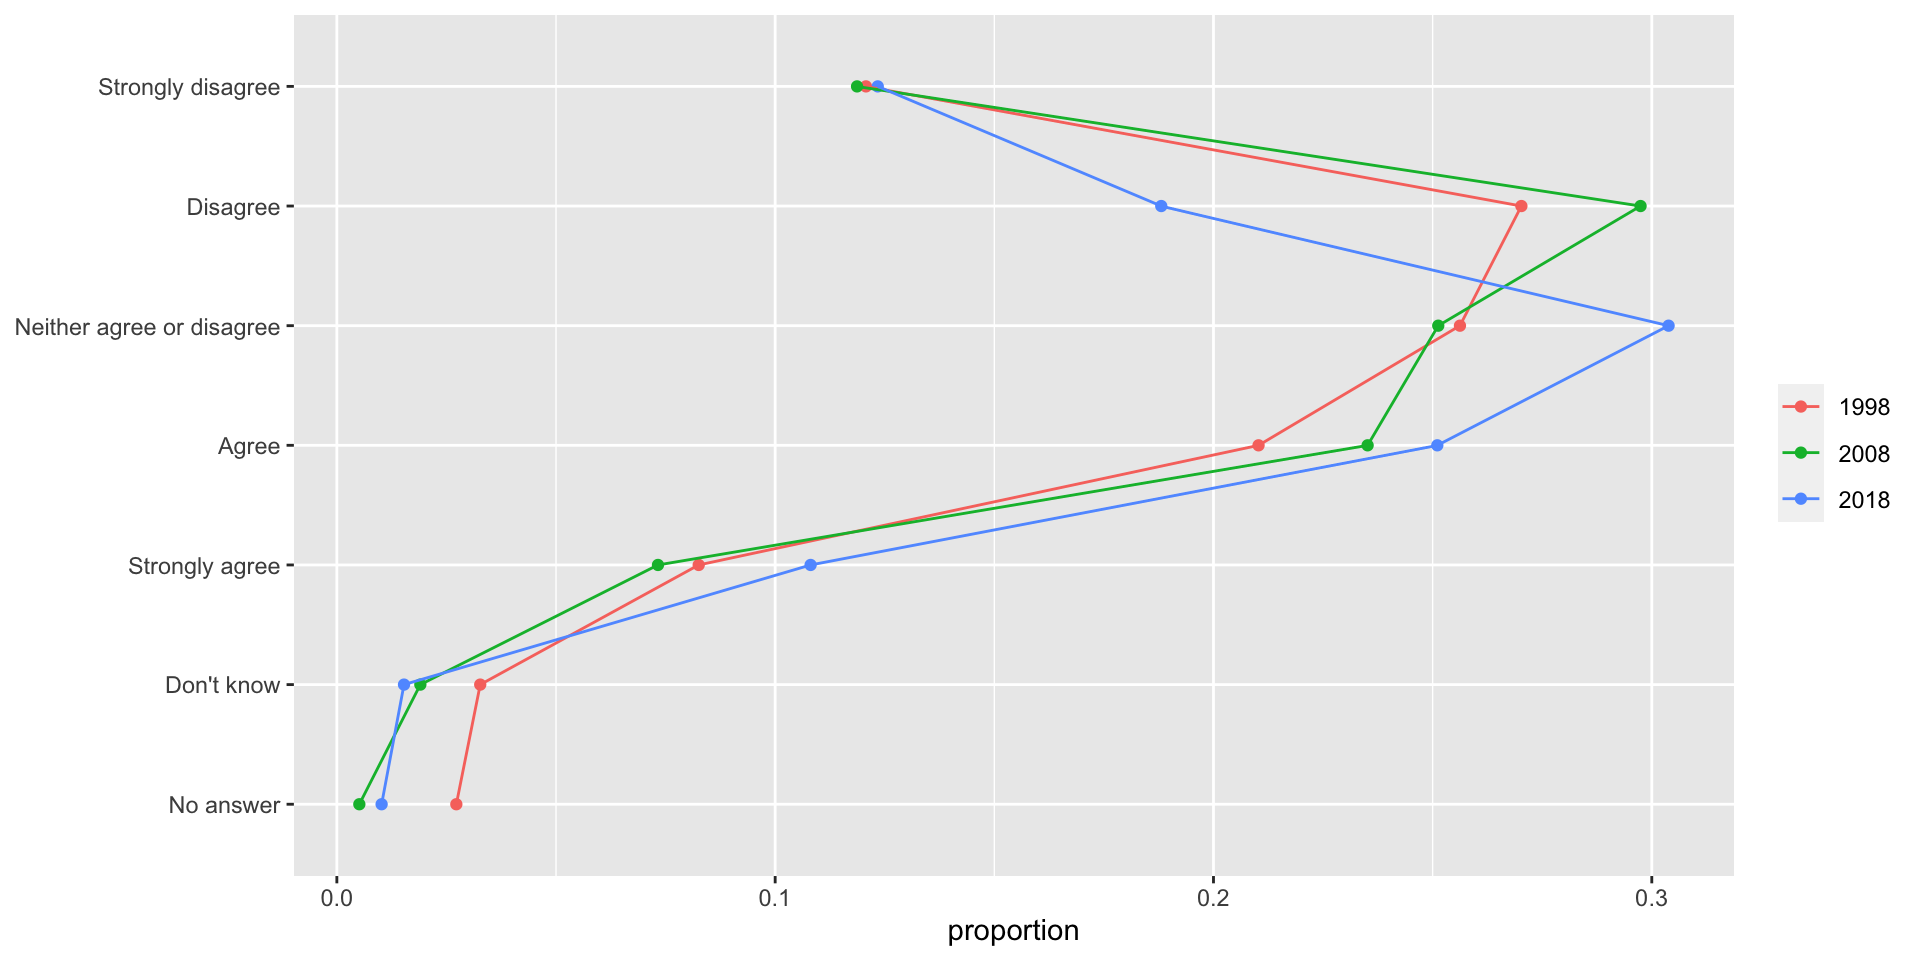 Strongly disagree
Disagree
Neither agree or disagree
Agree
Strongly agree
Don't know
No answer
0.0 0.1 0.2 0.3
proportion
1998
2008
2018